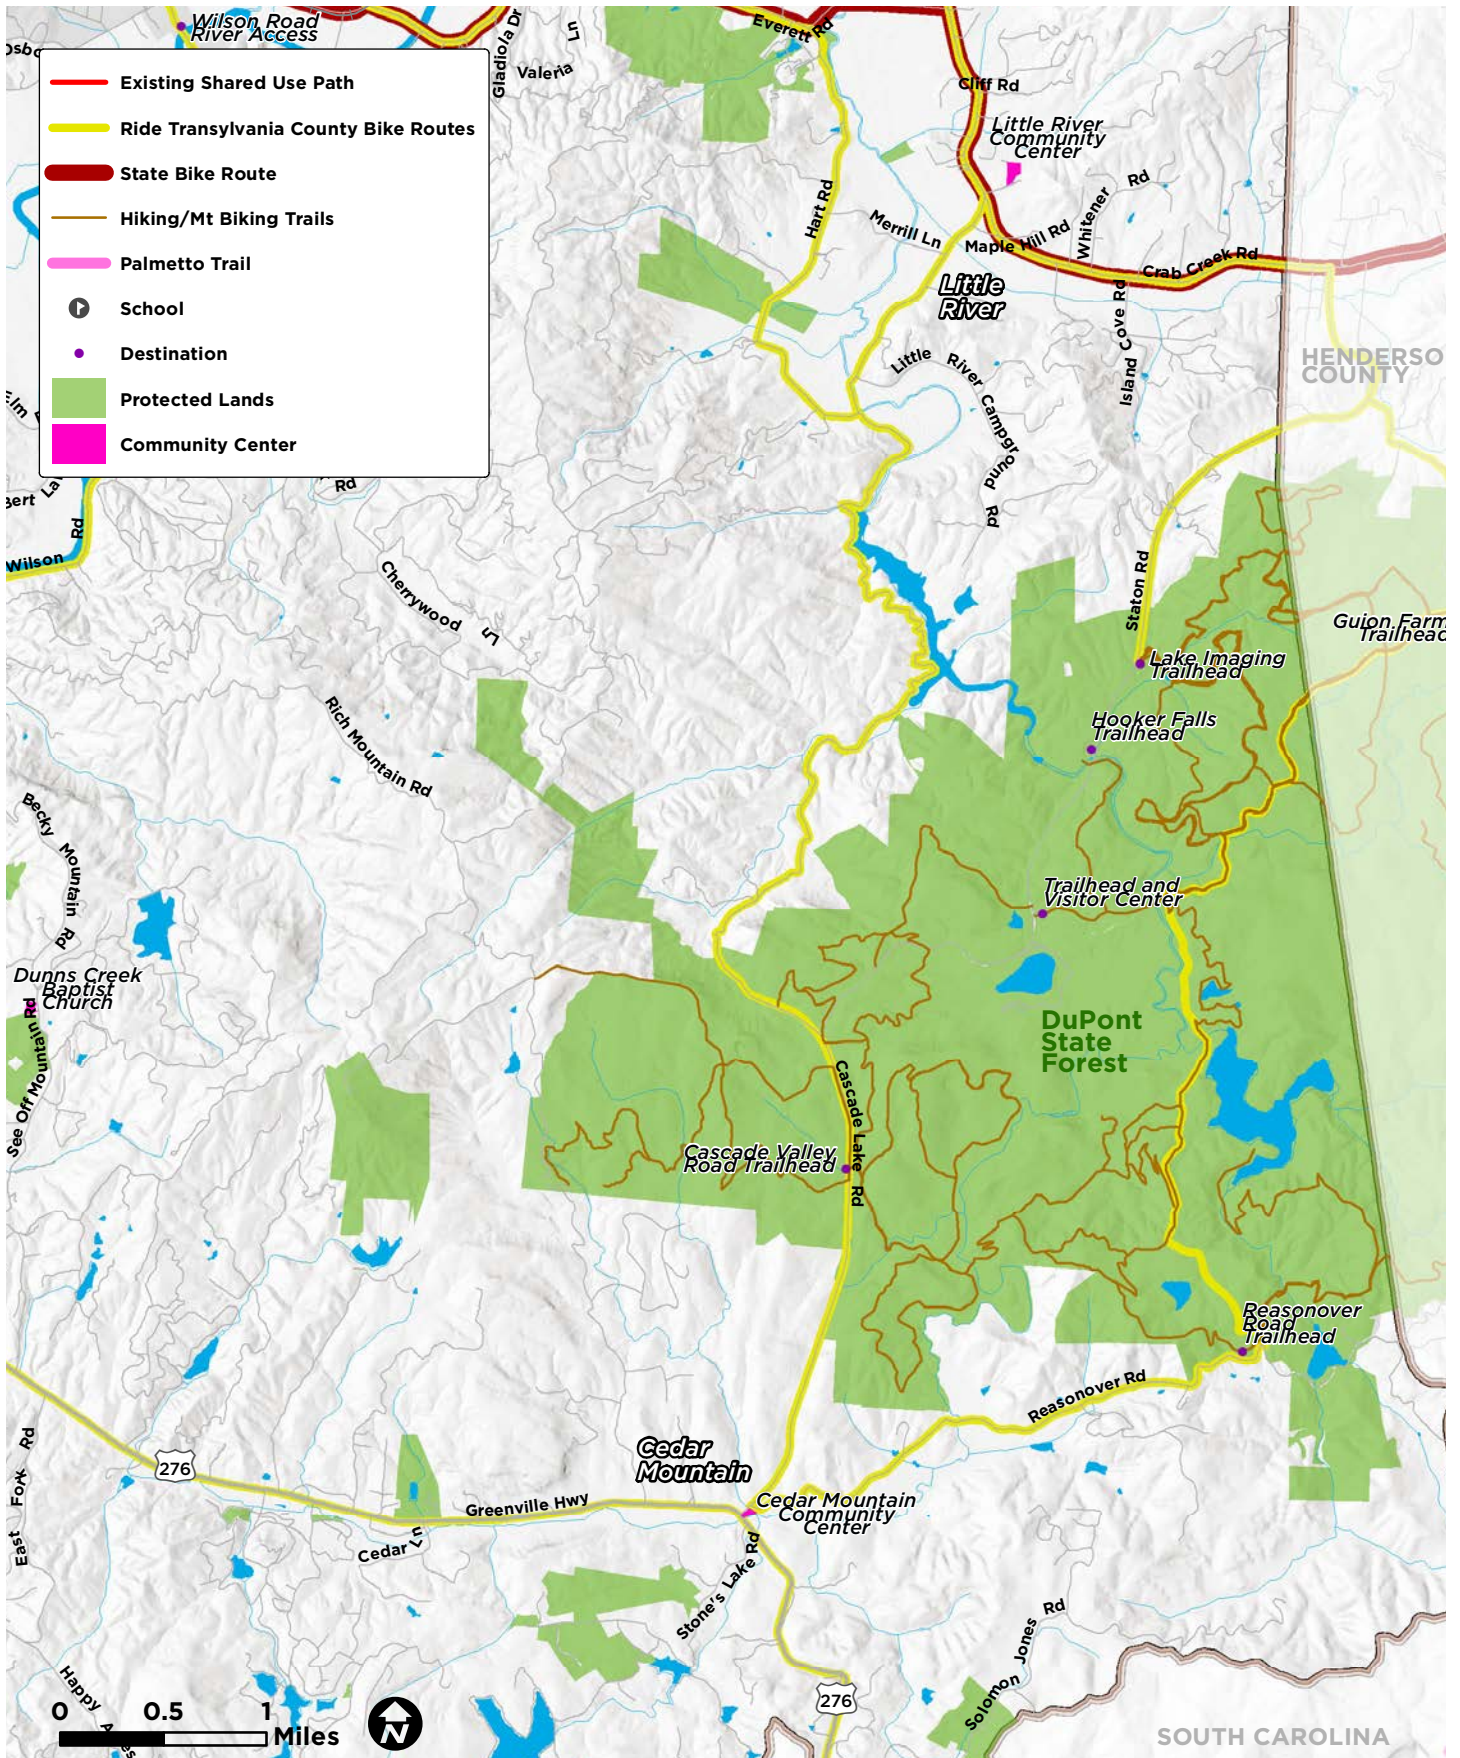 Wilson Road
River Access
Everett Rd
Gladiola Dr
Ln
Valeria
Existing Shared Use Path
Ride Transylvania County Bike Routes
State Bike Route
Hiking/Mt Biking Trails
Palmetto Trail
School
Destination
Protected Lands
Community Center
Cliff Rd
Little River
Community
Center
Hart Rd
Merrill Ln
Maple Hill Rd
Whitener Rd
Crab Creek Rd
Little
River
Island Cove Rd
HENDERSO
COUNTY
Little River Campground Rd
Elm
bert La
Rd
Wilson Rd
Cherrywood Ln
Staton Rd
Guion Farm
Trailhead
Lake Imaging
Trailhead
Hooker Falls
Trailhead
Rich Mountain Rd
Becky Mountain Rd
Trailhead and
Visitor Center
Dunns Creek
Baptist
Church
See Off Mountain Rd
DuPont
State
Forest
Cascade Lake Rd
Cascade Valley
Road Trailhead
Reasonover
Road
Trailhead
Reasonover Rd
East Fork Rd
276
Cedar
Mountain
Greenville Hwy
Cedar Ln
Cedar Mountain
Community
Center
Stone's Lake Rd
Solomon Jones Rd
276
Happy
0 0.5 1
Miles
N
SOUTH CAROLINA